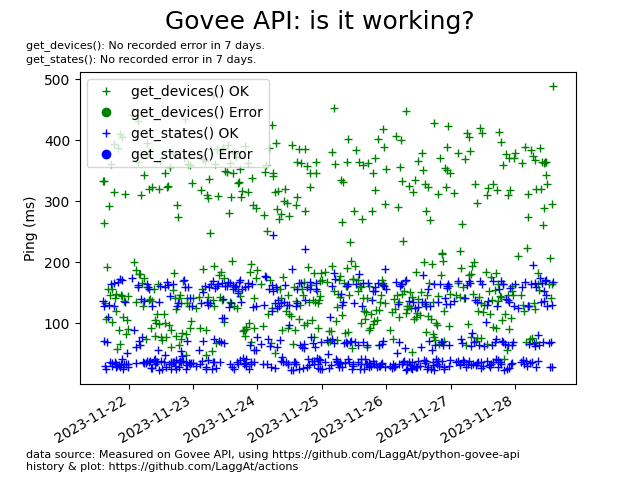 Govee API: is it working?
get_devices(): No recorded error in 7 days.
get_states(): No recorded error in 7 days.
500
400
300
200
100
Ping (ms)
get_devices() OK
get_devices() Error
get_states() OK
get_states() Error
2023-11-22
2023-11-23
2023-11-24
2023-11-25
2023-11-26
2023-11-27
2023-11-28
data source: Measured on Govee API, using https://github.com/LaggAt/python-govee-api
history & plot: https://github.com/LaggAt/actions